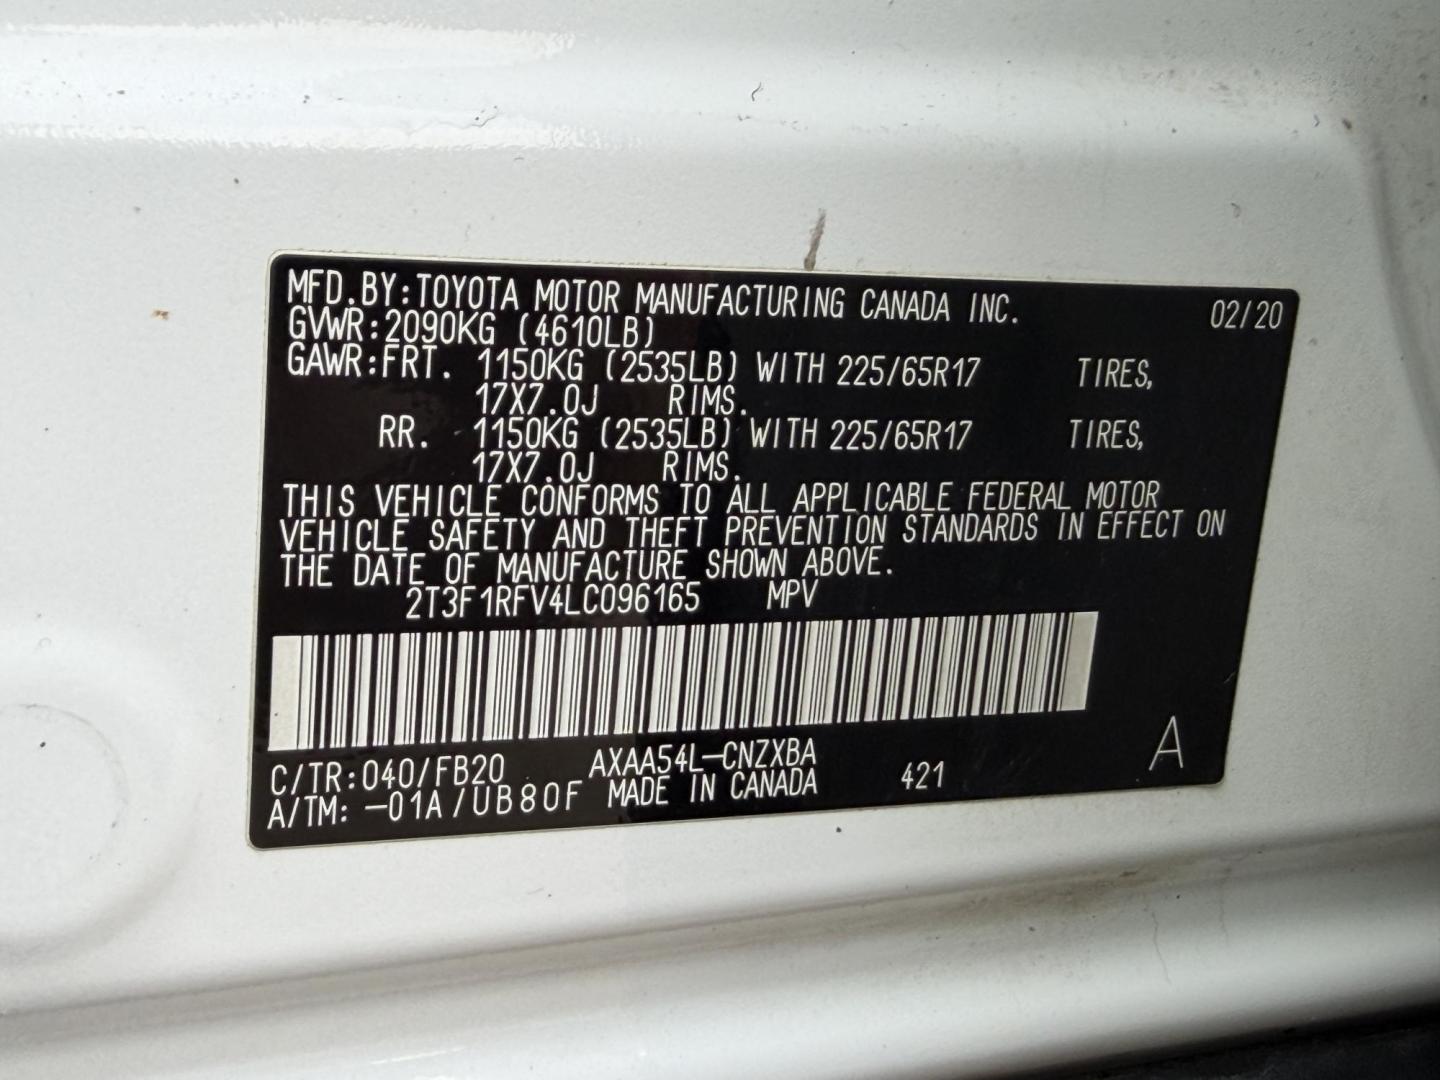 MFD.BY:TOYOTA MOTOR MANUFACTURING CANADA INC. 02/20
GVWR:2090KG (4610LB)
GAWR:FRT. 1150KG (2535LB) WITH 225/65R17 TIRES,
17X7.0J RIMS.
RR. 1150KG (2535LB) WITH 225/65R17 TIRES,
17X7.0J RIMS.
THIS VEHICLE CONFORMS TO ALL APPLICABLE FEDERAL MOTOR
VEHICLE SAFETY AND THEFT PREVENTION STANDARDS IN EFFECT ON
THE DATE OF MANUFACTURE SHOWN ABOVE.
2T3F1RFV4LC096165 MPV
C/TR:040/FB20 AXAA54L-CNZXBA
A/TM:-01A/UB80F MADE IN CANADA 421 A